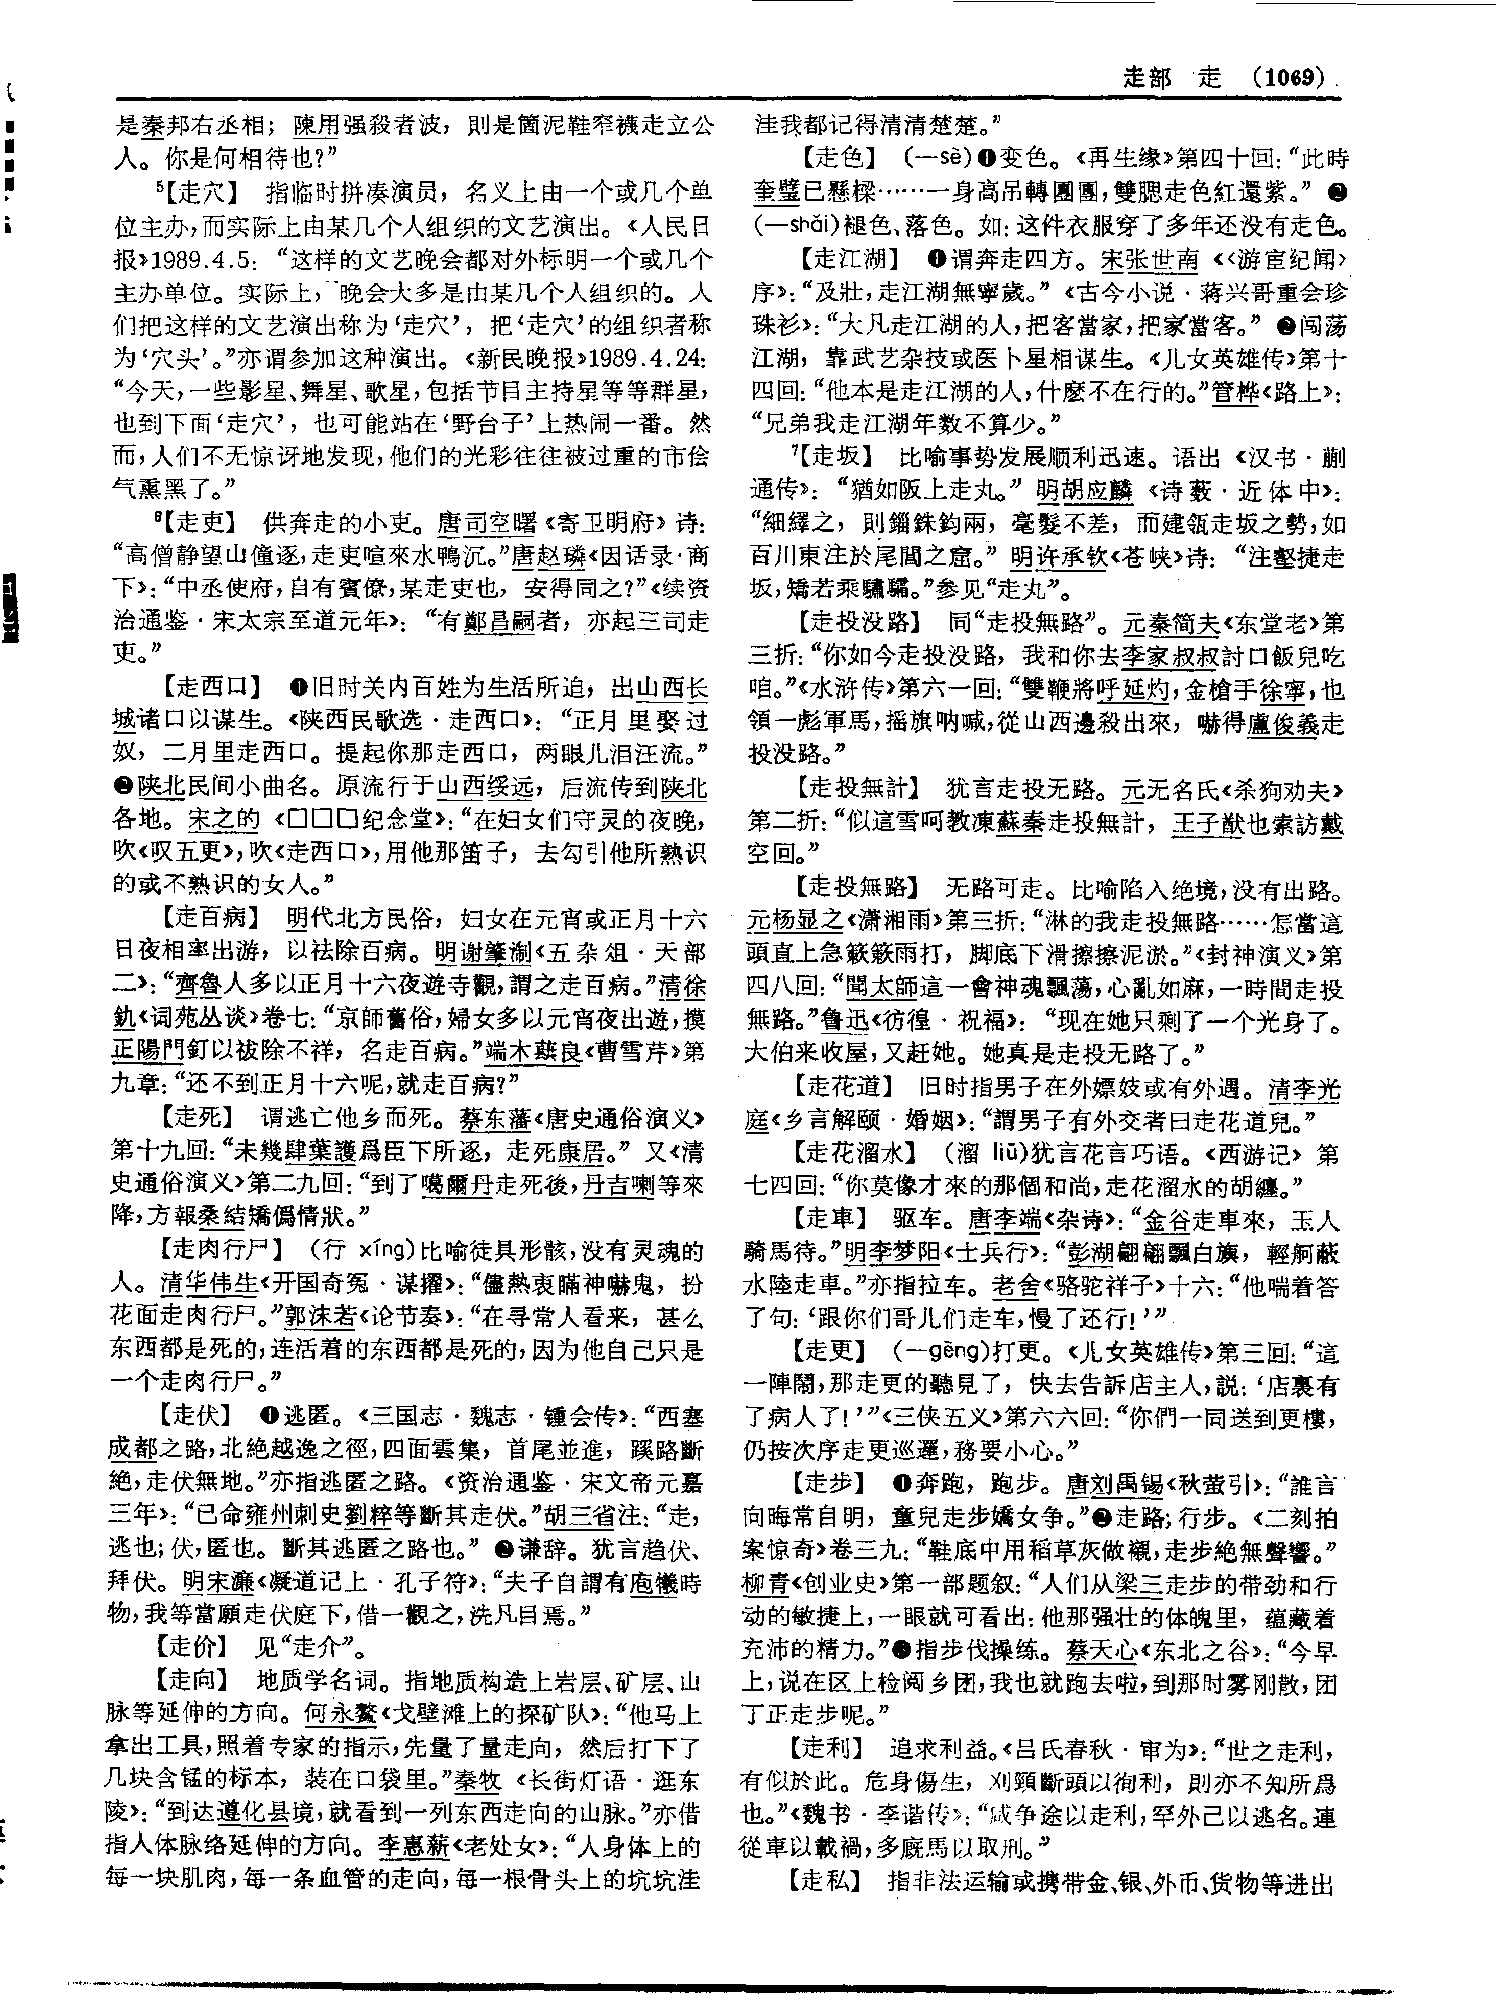 走部 走 (1069)
是秦邦右丞相；陳用强殺者波，則是箇泥鞋窄襪走立公
人。你是何相待也?”
⁵【走穴】 指临时拼凑演员，名义上由一个或几个单
位主办，而实际上由某几个人组织的文艺演出。《人民日
报》1989.4.5：“这样的文艺晚会都对外标明一个或几个
主办单位。实际上，晚会大多是由某几个人组织的。人
们把这样的文艺演出称为‘走穴’，把‘走穴’的组织者称
为‘穴头’。”亦谓参加这种演出。《新民晚报》1989.4.24：
“今天，一些影星、舞星、歌星，包括节目主持星等等群星，
也到下面‘走穴’，也可能站在‘野台子’上热闹一番。然
而，人们不无惊讶地发现，他们的光彩往往被过重的市侩
气熏黑了。”
⁶【走吏】 供奔走的小吏。唐司空曙《寄卫明府》诗：
“高僧静望山僮逐，走吏喧來水鴨沉。”唐赵璘《因话录·商
下》：“中丞使府，自有賓僚，某走吏也，安得同之?”《续资
治通鉴·宋太宗至道元年》：“有鄭昌嗣者，亦起三司走
吏。”
【走西口】 ❶旧时关内百姓为生活所迫，出山西长
城诸口以谋生。《陕西民歌选·走西口》：“正月里娶过
奴，二月里走西口。提起你那走西口，两眼儿泪汪流。”
❷陕北民间小曲名。原流行于山西绥远，后流传到陕北
各地。宋之的《□□□纪念堂》：“在妇女们守灵的夜晚，
吹《叹五更》，吹《走西口》，用他那笛子，去勾引他所熟识
的或不熟识的女人。”
【走百病】 明代北方民俗，妇女在元宵或正月十六
日夜相率出游，以祛除百病。明谢肇淛《五杂俎·天部
二》：“齊魯人多以正月十六夜遊寺觀，謂之走百病。”清徐
釚《词苑丛谈》卷七：“京師舊俗，婦女多以元宵夜出遊，摸
正陽門釘以祓除不祥，名走百病。”端木蕻良《曹雪芹》第
九章：“还不到正月十六呢，就走百病?”
【走死】 谓逃亡他乡而死。蔡东藩《唐史通俗演义》
第十九回：“未幾肆葉護爲臣下所逐，走死康居。” 又《清
史通俗演义》第二九回：“到了噶爾丹走死後，丹吉喇等來
降，方報桑結矯僞情狀。”
【走肉行尸】 (行 xíng)比喻徒具形骸，没有灵魂的
人。清华伟生《开国奇冤·谋擢》：“儘熱衷瞞神嚇鬼，扮
花面走肉行尸。”郭沫若《论节奏》：“在寻常人看来，甚么
东西都是死的，连活着的东西都是死的，因为他自己只是
一个走肉行尸。”
【走伏】 ❶逃匿。《三国志·魏志·锺会传》：“西塞
成都之路，北絶越逸之徑，四面雲集，首尾並進，蹊路斷
絶，走伏無地。”亦指逃匿之路。《资治通鉴·宋文帝元嘉
三年》：“已命雍州刺史劉粹等斷其走伏。”胡三省注：“走，
逃也；伏，匿也。斷其逃匿之路也。” ❷谦辞。犹言趋伏、
拜伏。明宋濂《凝道记上·孔子符》：“夫子自謂有庖犧時
物，我等當願走伏庭下，借一觀之，洗凡目焉。”
【走价】 见“走介”。
【走向】 地质学名词。指地质构造上岩层、矿层、山
脉等延伸的方向。何永鳌《戈壁滩上的探矿队》：“他马上
拿出工具，照着专家的指示，先量了量走向，然后打下了
几块含锰的标本，装在口袋里。”秦牧《长街灯语·逛东
陵》：“到达遵化县境，就看到一列东西走向的山脉。”亦借
指人体脉络延伸的方向。李惠薪《老处女》：“人身体上的
每一块肌肉，每一条血管的走向，每一根骨头上的坑坑洼
洼我都记得清清楚楚。”
【走色】 (—sè)❶变色。《再生缘》第四十回：“此時
奎璧已懸樑……一身高吊轉團團，雙腮走色紅還紫。” ❷
(—shǎi)褪色、落色。如：这件衣服穿了多年还没有走色。
【走江湖】 ❶谓奔走四方。宋张世南《〈游宦纪闻〉
序》：“及壯，走江湖無寧歲。”《古今小说·蒋兴哥重会珍
珠衫》：“大凡走江湖的人，把客當家，把家當客。” ❷闯荡
江湖，靠武艺杂技或医卜星相谋生。《儿女英雄传》第十
四回：“他本是走江湖的人，什麽不在行的。”管桦《路上》：
“兄弟我走江湖年数不算少。”
⁷【走坂】 比喻事势发展顺利迅速。语出《汉书·蒯
通传》：“猶如阪上走丸。” 明胡应麟《诗薮·近体中》：
“細繹之，則錙銖鈞兩，毫髮不差，而建瓴走坂之勢，如
百川東注於尾閭之窟。” 明许承钦《苍峡》诗：“注壑捷走
坂，矯若乘驌驦。”参见“走丸”。
【走投没路】 同“走投無路”。元秦简夫《东堂老》第
三折：“你如今走投没路，我和你去李家叔叔討口飯兒吃
咱。”《水浒传》第六一回：“雙鞭將呼延灼，金槍手徐寧，也
領一彪軍馬，摇旗呐喊，從山西邊殺出來，嚇得盧俊義走
投没路。”
【走投無計】 犹言走投无路。元无名氏《杀狗劝夫》
第二折：“似這雪呵教凍蘇秦走投無計，王子猷也索訪戴
空回。”
【走投無路】 无路可走。比喻陷入绝境，没有出路。
元杨显之《潇湘雨》第三折：“淋的我走投無路……怎當這
頭直上急簌簌雨打，脚底下滑擦擦泥淤。”《封神演义》第
四八回：“聞太師這一會神魂飄蕩，心亂如麻，一時間走投
無路。”鲁迅《彷徨·祝福》：“现在她只剩了一个光身了。
大伯来收屋，又赶她。她真是走投无路了。”
【走花道】 旧时指男子在外嫖妓或有外遇。清李光
庭《乡言解颐·婚姻》：“謂男子有外交者曰走花道兒。”
【走花溜水】 (溜 liū)犹言花言巧语。《西游记》第
七四回：“你莫像才來的那個和尚，走花溜水的胡纏。”
【走車】 驱车。唐李端《杂诗》：“金谷走車來，玉人
騎馬待。”明李梦阳《士兵行》：“彭湖翩翩飄白旗，輕舸蔽
水陸走車。”亦指拉车。老舍《骆驼祥子》十六：“他喘着答
了句：‘跟你们哥儿们走车，慢了还行！’”
【走更】 (—gēng)打更。《儿女英雄传》第三回：“這
一陣鬧，那走更的聽見了，快去告訴店主人，説：‘店裏有
了病人了！’”《三侠五义》第六六回：“你們一同送到更樓，
仍按次序走更巡邏，務要小心。”
【走步】 ❶奔跑，跑步。唐刘禹锡《秋萤引》：“誰言
向晦常自明，童兒走步嬌女争。”❷走路；行步。《二刻拍
案惊奇》卷三九：“鞋底中用稻草灰做襯，走步絶無聲響。”
柳青《创业史》第一部题叙：“人们从梁三走步的带劲和行
动的敏捷上，一眼就可看出：他那强壮的体魄里，蕴藏着
充沛的精力。”❸指步伐操练。蔡天心《东北之谷》：“今早
上，说在区上检阅乡团，我也就跑去啦，到那时雾刚散，团
丁正走步呢。”
【走利】 追求利益。《吕氏春秋·审为》：“世之走利，
有似於此。危身傷生，刈頸斷頭以徇利，則亦不知所爲
也。”《魏书·李谐传》：“咸争途以走利，罕外己以逃名。連
從車以載禍，多厩馬以取刑。”
【走私】 指非法运输或携带金、银、外币、货物等进出